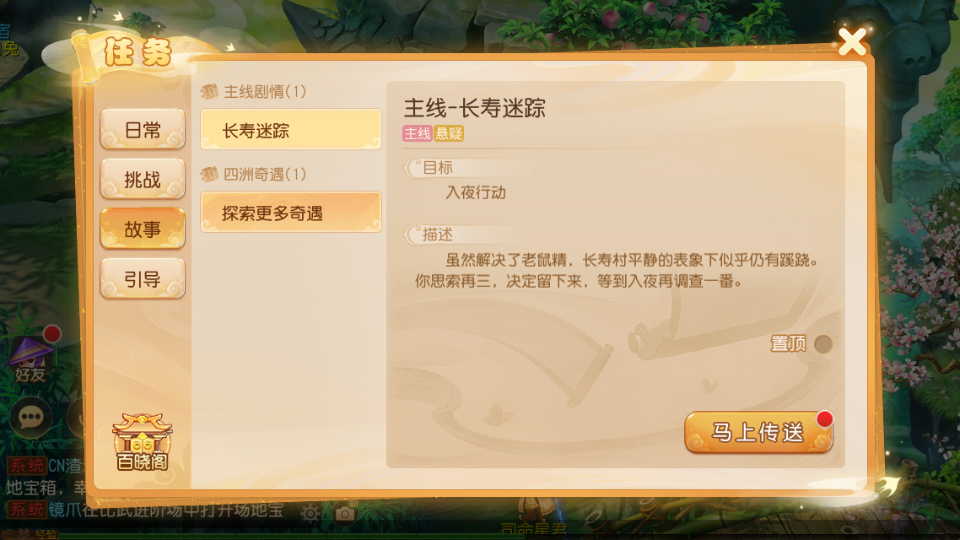 任务
日常
挑战
故事
引导
百晓阁
主线剧情(1)
长寿迷踪
四洲奇遇(1)
探索更多奇遇
主线-长寿迷踪
主线 悬疑
目标
入夜行动
描述
虽然解决了老鼠精，长寿村平静的表象下似乎仍有蹊跷。
你思索再三，决定留下来，等到入夜再调查一番。
置顶
马上传送
好友
系统 CN渣
地宝箱，幸
系统 镜爪在比武进阶场中打开场地宝
司命星君